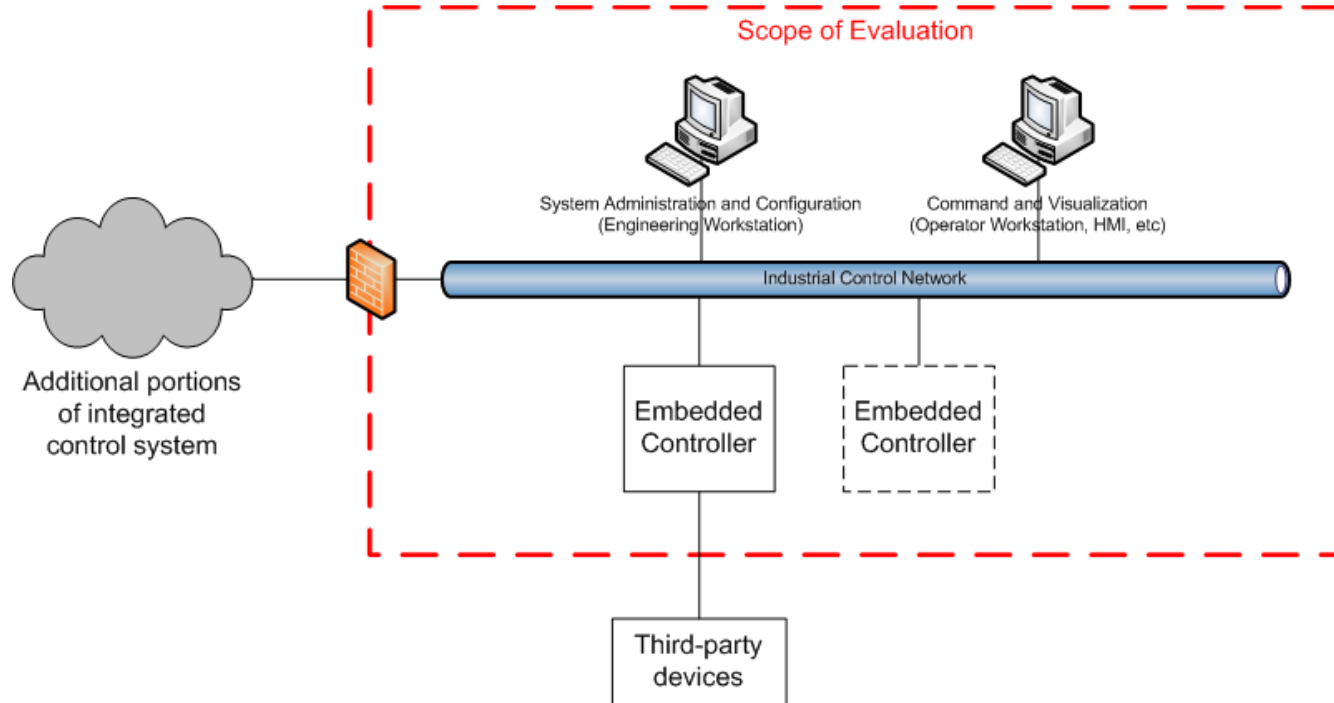 Scope of Evaluation
System Administration and Configuration
(Engineering Workstation)
Command and Visualization
(Operator Workstation, HMI, etc)
Industrial Control Network
Additional portions
of integrated
control system
Embedded
Controller
Embedded
Controller
Third-party
devices